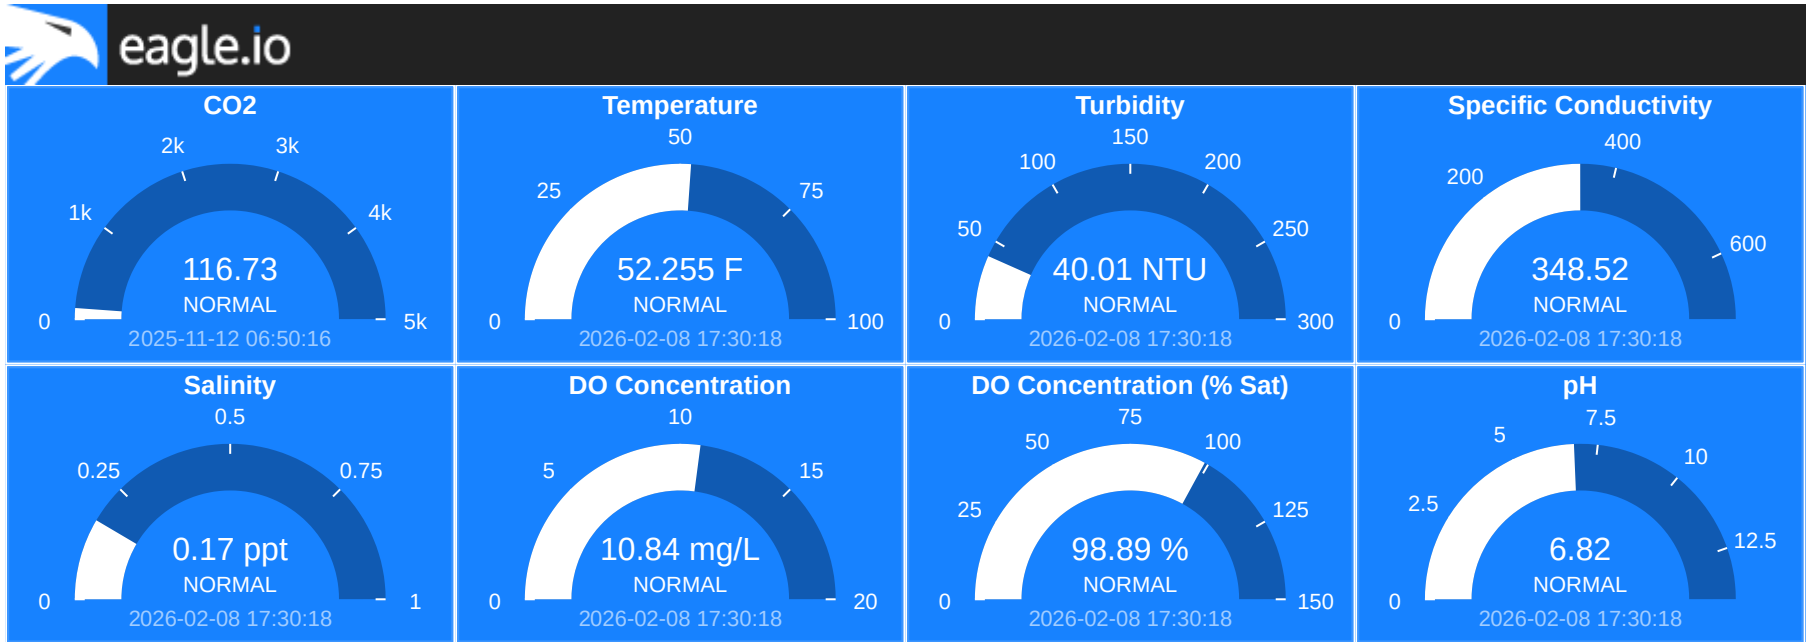 eagle.io
CO2
0
1k
2k
3k
4k
5k
116.73
NORMAL
2025-11-12 06:50:16
Temperature
0
25
50
75
100
52.255 F
NORMAL
2026-02-08 17:30:18
Turbidity
0
50
100
150
200
250
300
40.01 NTU
NORMAL
2026-02-08 17:30:18
Specific Conductivity
0
200
400
600
348.52
NORMAL
2026-02-08 17:30:18
Salinity
0
0.25
0.5
0.75
1
0.17 ppt
NORMAL
2026-02-08 17:30:18
DO Concentration
0
5
10
15
20
10.84 mg/L
NORMAL
2026-02-08 17:30:18
DO Concentration (% Sat)
0
25
50
75
100
125
150
98.89 %
NORMAL
2026-02-08 17:30:18
pH
0
2.5
5
7.5
10
12.5
6.82
NORMAL
2026-02-08 17:30:18